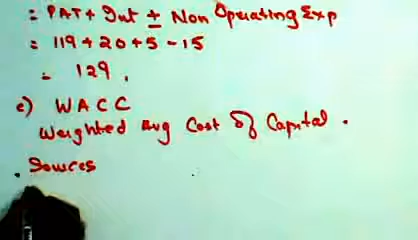 = PAT + Int ± Non Operating Exp
= 119 + 20 + 5 - 15
= 129.
e) WACC
Weighted Avg Cost Of Capital.
. Sources